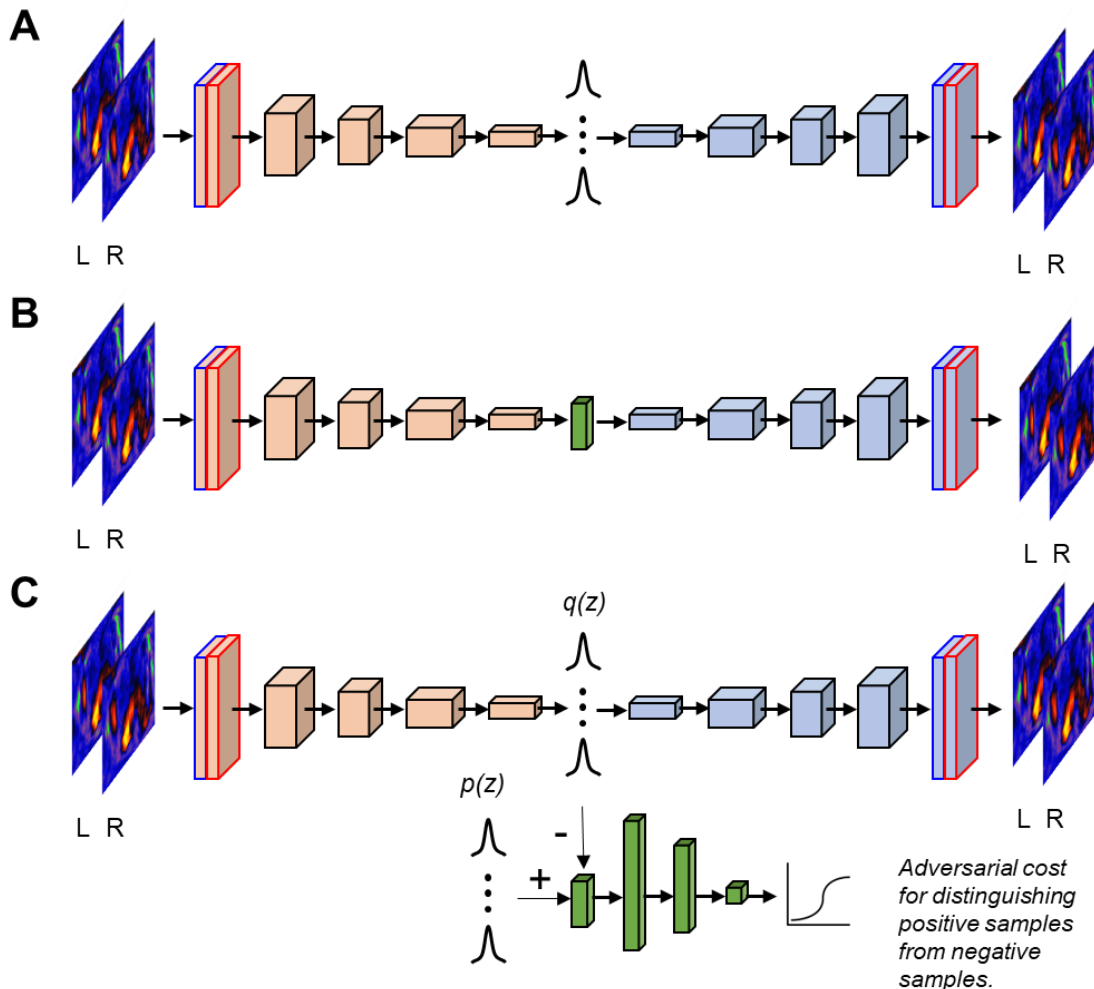 A
L R
L R
B
L R
L R
C
q(z)
L R
L R
p(z)
-
+
Adversarial cost
for distinguishing
positive samples
from negative
samples.